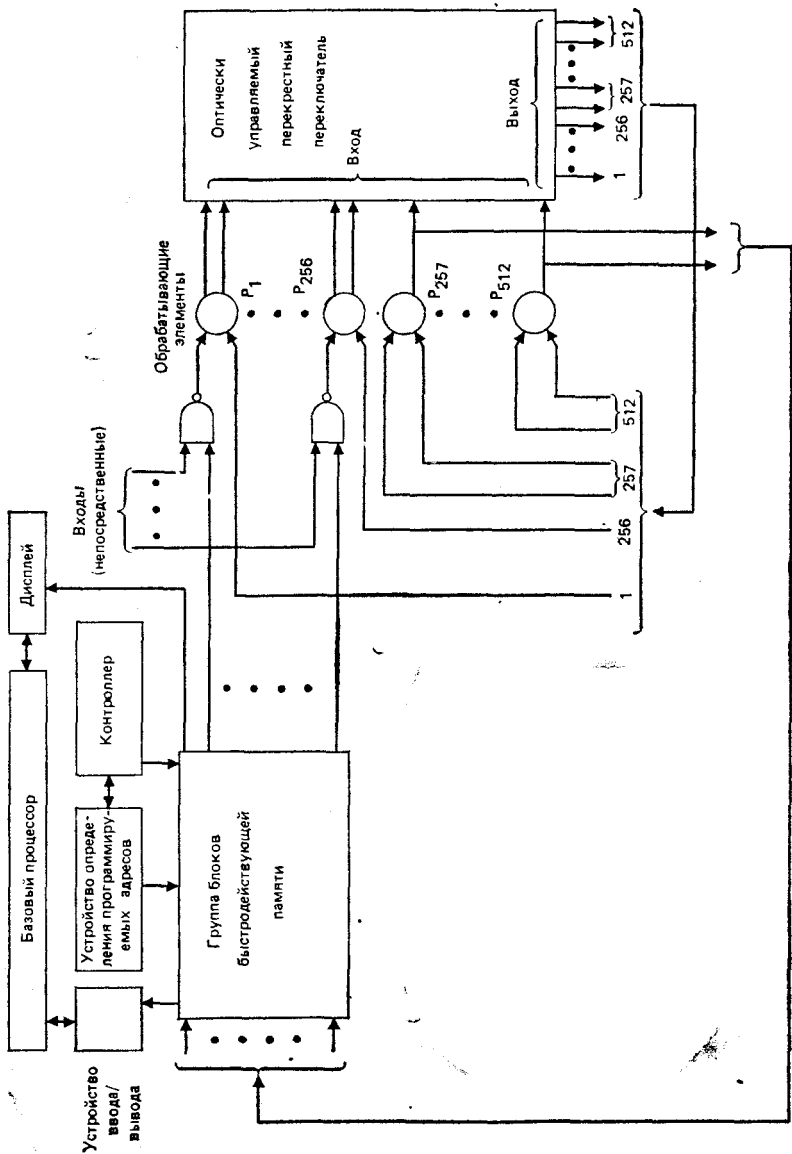 Базовый процессор
Дисплей
Устройство
ввода/
вывода
Устройство опреде-
ления программиру-
емых адресов
Контроллер
Группа блоков
быстродействующей
памяти
Входы
(непосредственные)
Обрабатывающие
элементы
P1
P256
P257
P512
Оптически
управляемый
перекрестный
переключатель
Вход
Выход
1
256
257
512
1
256
257
512